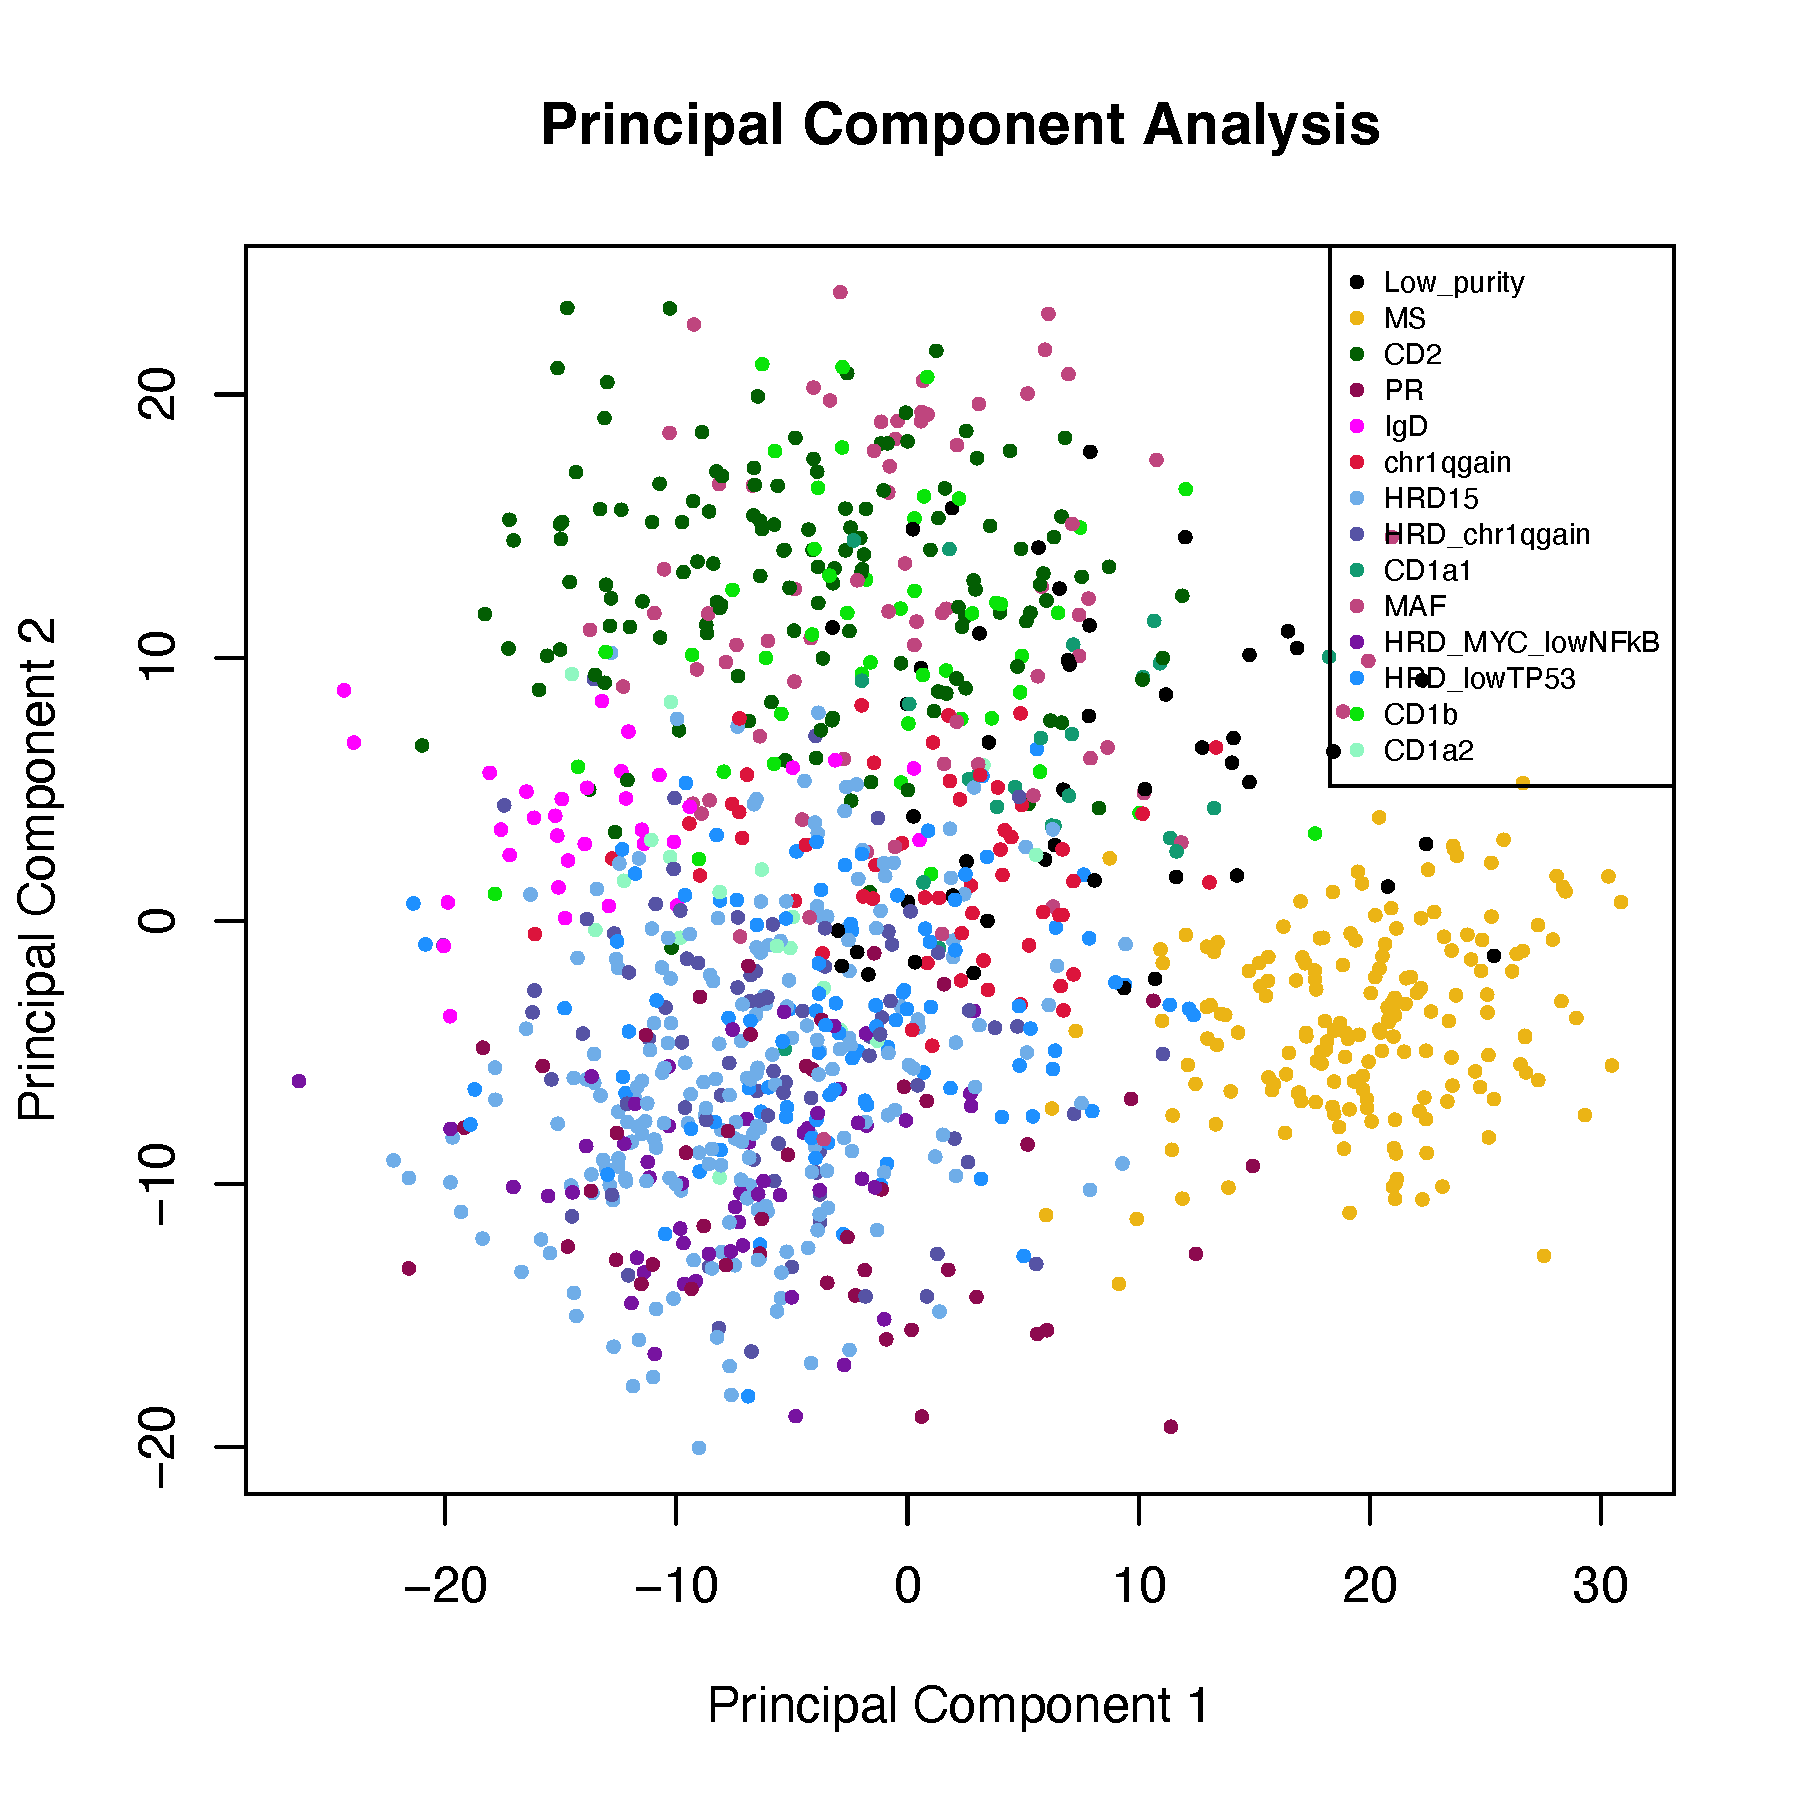 Principal Component Analysis
Low_purity
MS
CD2
PR
IgD
chr1qgain
HRD15
HRD_chr1qgain
CD1a1
MAF
HRD_MYC_lowNFkB
HRD_lowTP53
CD1b
CD1a2
Principal Component 2
20
10
0
−10
−20
−20 −10 0 10 20 30
Principal Component 1